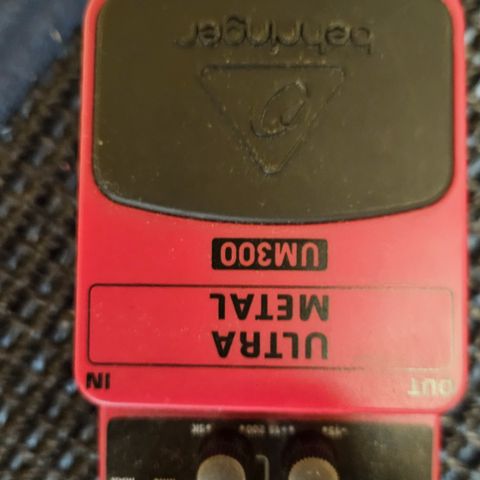 IN OUT
ULTRA
METAL
UM300
behringer